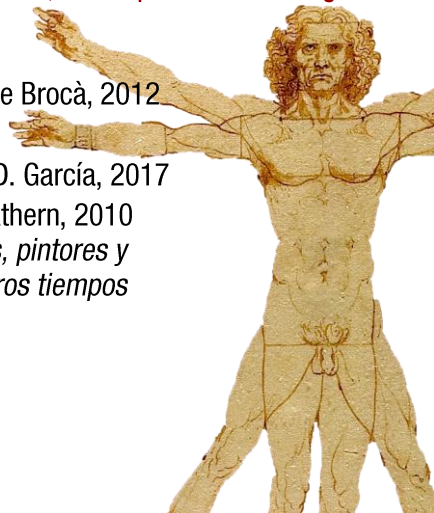 e Brocà, 2012
D. García, 2017
thern, 2010
s, pintores y
ros tiempos